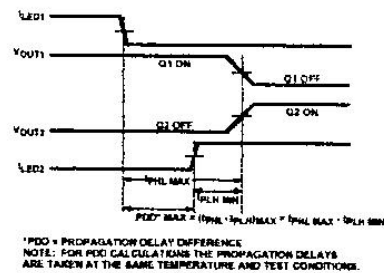 ILED1
VOUT1
Q1 ON
Q1 OFF
Q2 ON
VOUT2
Q2 OFF
ILED2
tPHL MAX
tPLH MIN
PDD* MAX = (tPHL - tPLH)MAX = tPHL MAX - tPLH MIN
*PDD = PROPAGATION DELAY DIFFERENCE
NOTE: FOR PDD CALCULATIONS THE PROPAGATION DELAYS
ARE TAKEN AT THE SAME TEMPERATURE AND TEST CONDITIONS.